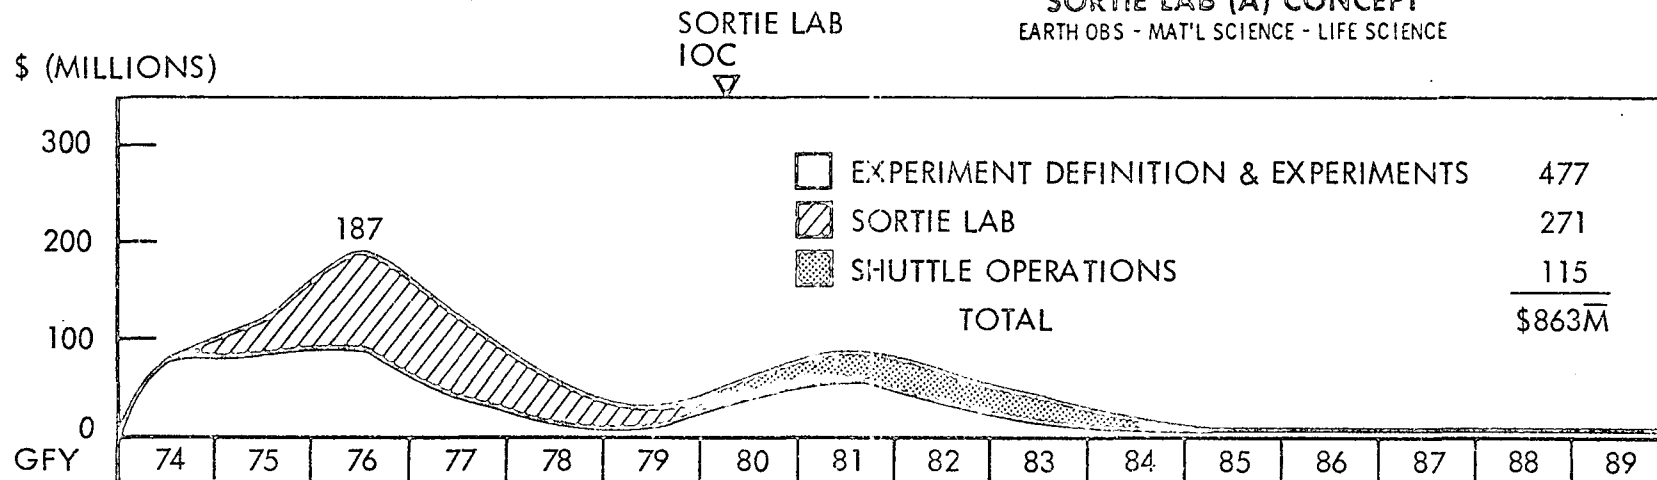 SORTIE LAB (A) CONCEPT
EARTH OBS - MAT'L SCIENCE - LIFE SCIENCE
SORTIE LAB
IOC
$ (MILLIONS)
300
200
100
0
187
EXPERIMENT DEFINITION & EXPERIMENTS 477
SORTIE LAB 271
SHUTTLE OPERATIONS 115
TOTAL $863M̅
GFY 74 75 76 77 78 79 80 81 82 83 84 85 86 87 88 89